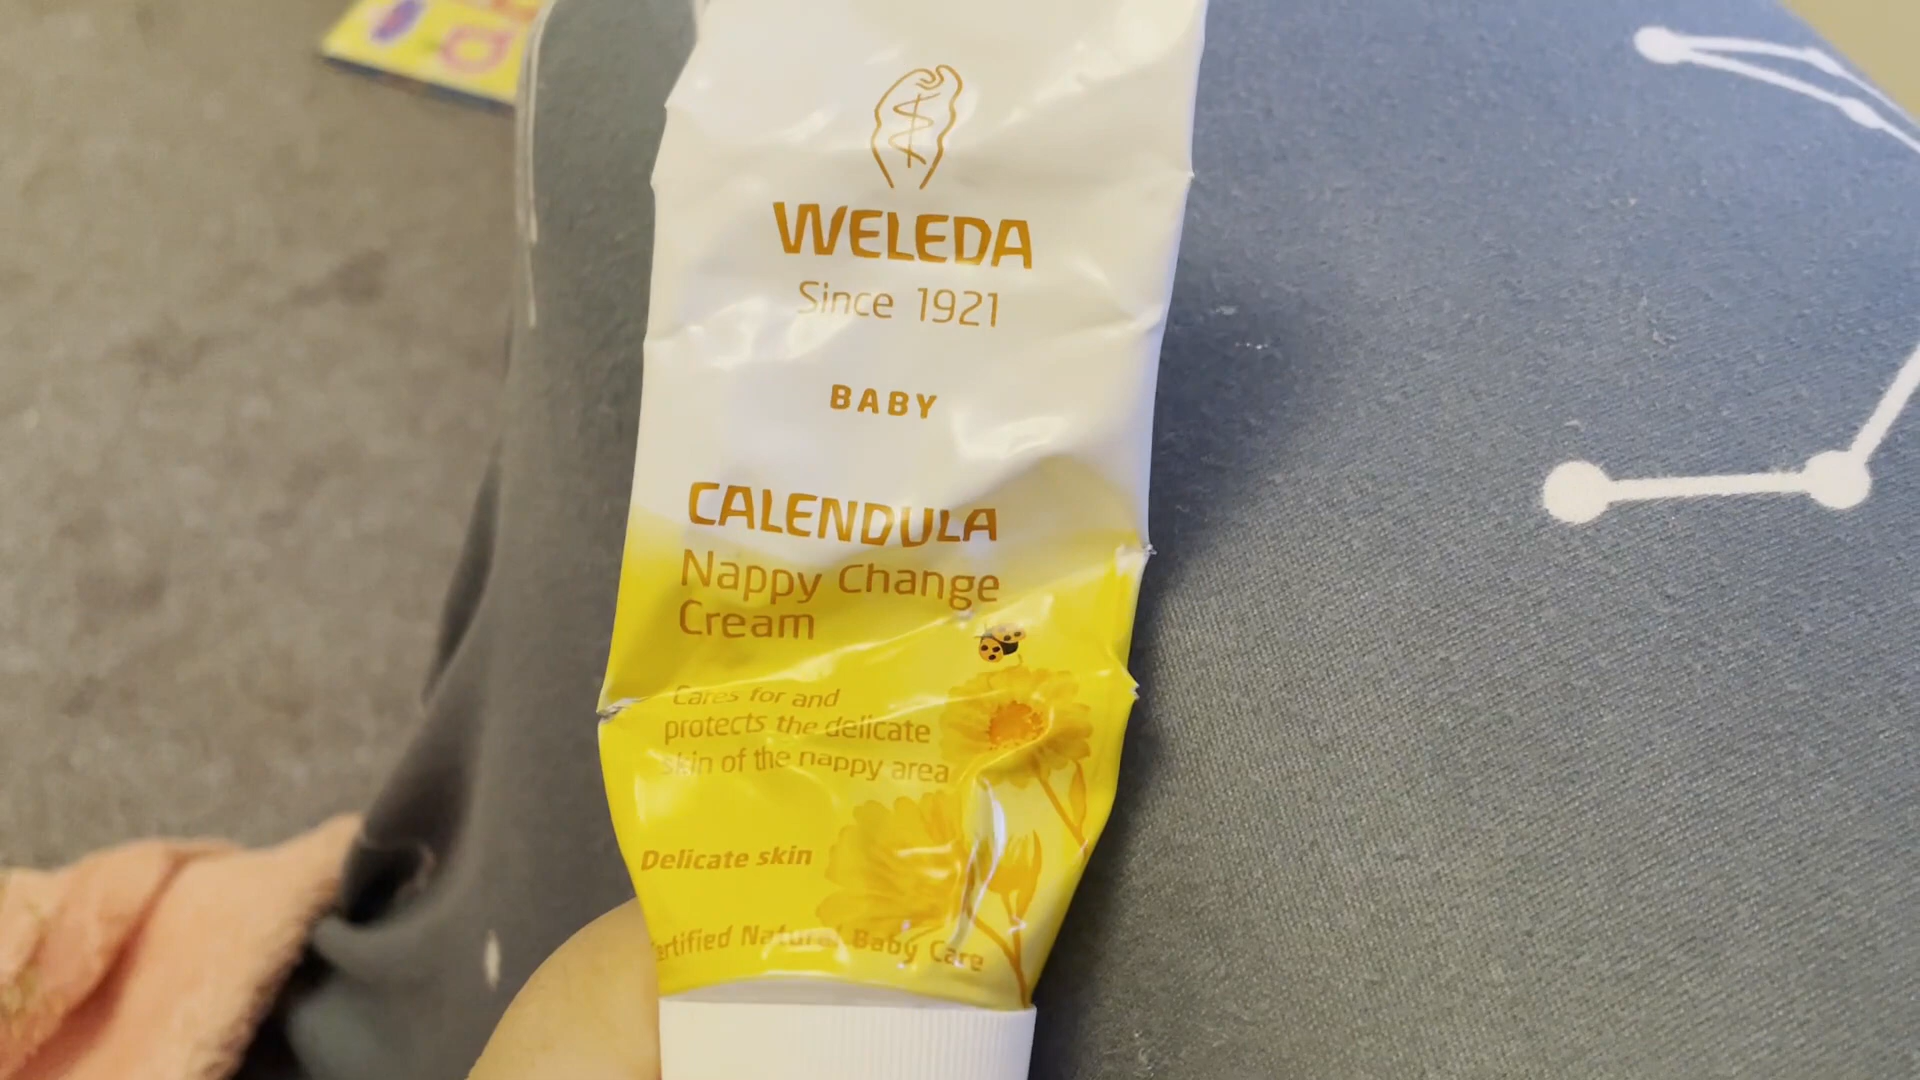 WELEDA
Since 1921
BABY
CALENDULA
Nappy Change
Cream
Cares for and
protects the delicate
skin of the nappy area
Delicate skin
Certified Natural Baby Care